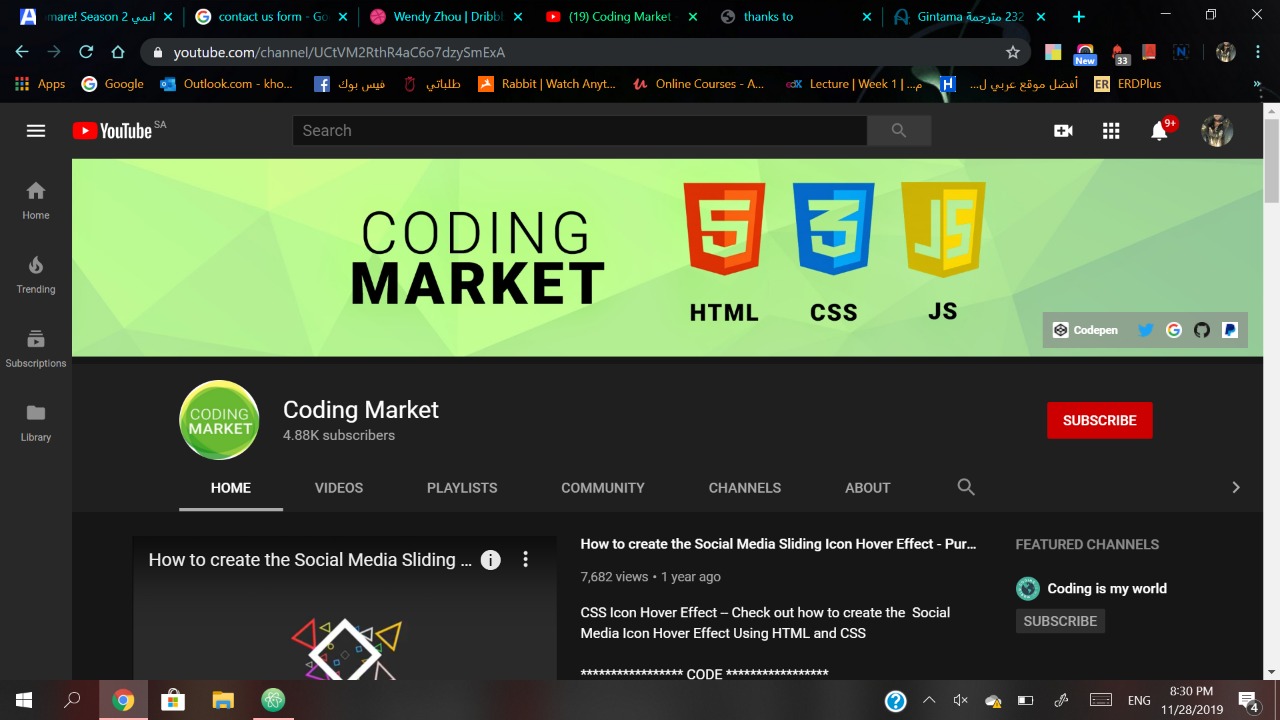 مare! Season 2 انمي
contact us form - Go
Wendy Zhou | Dribbl
(19) Coding Market -
thanks to
Gintama مترجمة 232
youtube.com/channel/UCtVM2RthR4aC6o7dzySmExA
New
33
Apps
Google
Outlook.com - kho...
فيس بوك
طلباتي
Rabbit | Watch Anyt...
Online Courses - A...
Lecture | Week 1 | م...
أفضل موقع عربي ل...
ER
ERDPlus
YouTube SA
Search
9+
Home
Trending
Subscriptions
Library
CODING
MARKET
HTML
CSS
JS
Codepen
CODING
MARKET
Coding Market
4.88K subscribers
SUBSCRIBE
HOME
VIDEOS
PLAYLISTS
COMMUNITY
CHANNELS
ABOUT
How to create the Social Media Sliding ...
How to create the Social Media Sliding Icon Hover Effect - Pur...
7,682 views • 1 year ago
CSS Icon Hover Effect -- Check out how to create the Social
Media Icon Hover Effect Using HTML and CSS
**************** CODE ****************
FEATURED CHANNELS
Coding is my world
SUBSCRIBE
ENG
8:30 PM
11/28/2019
4